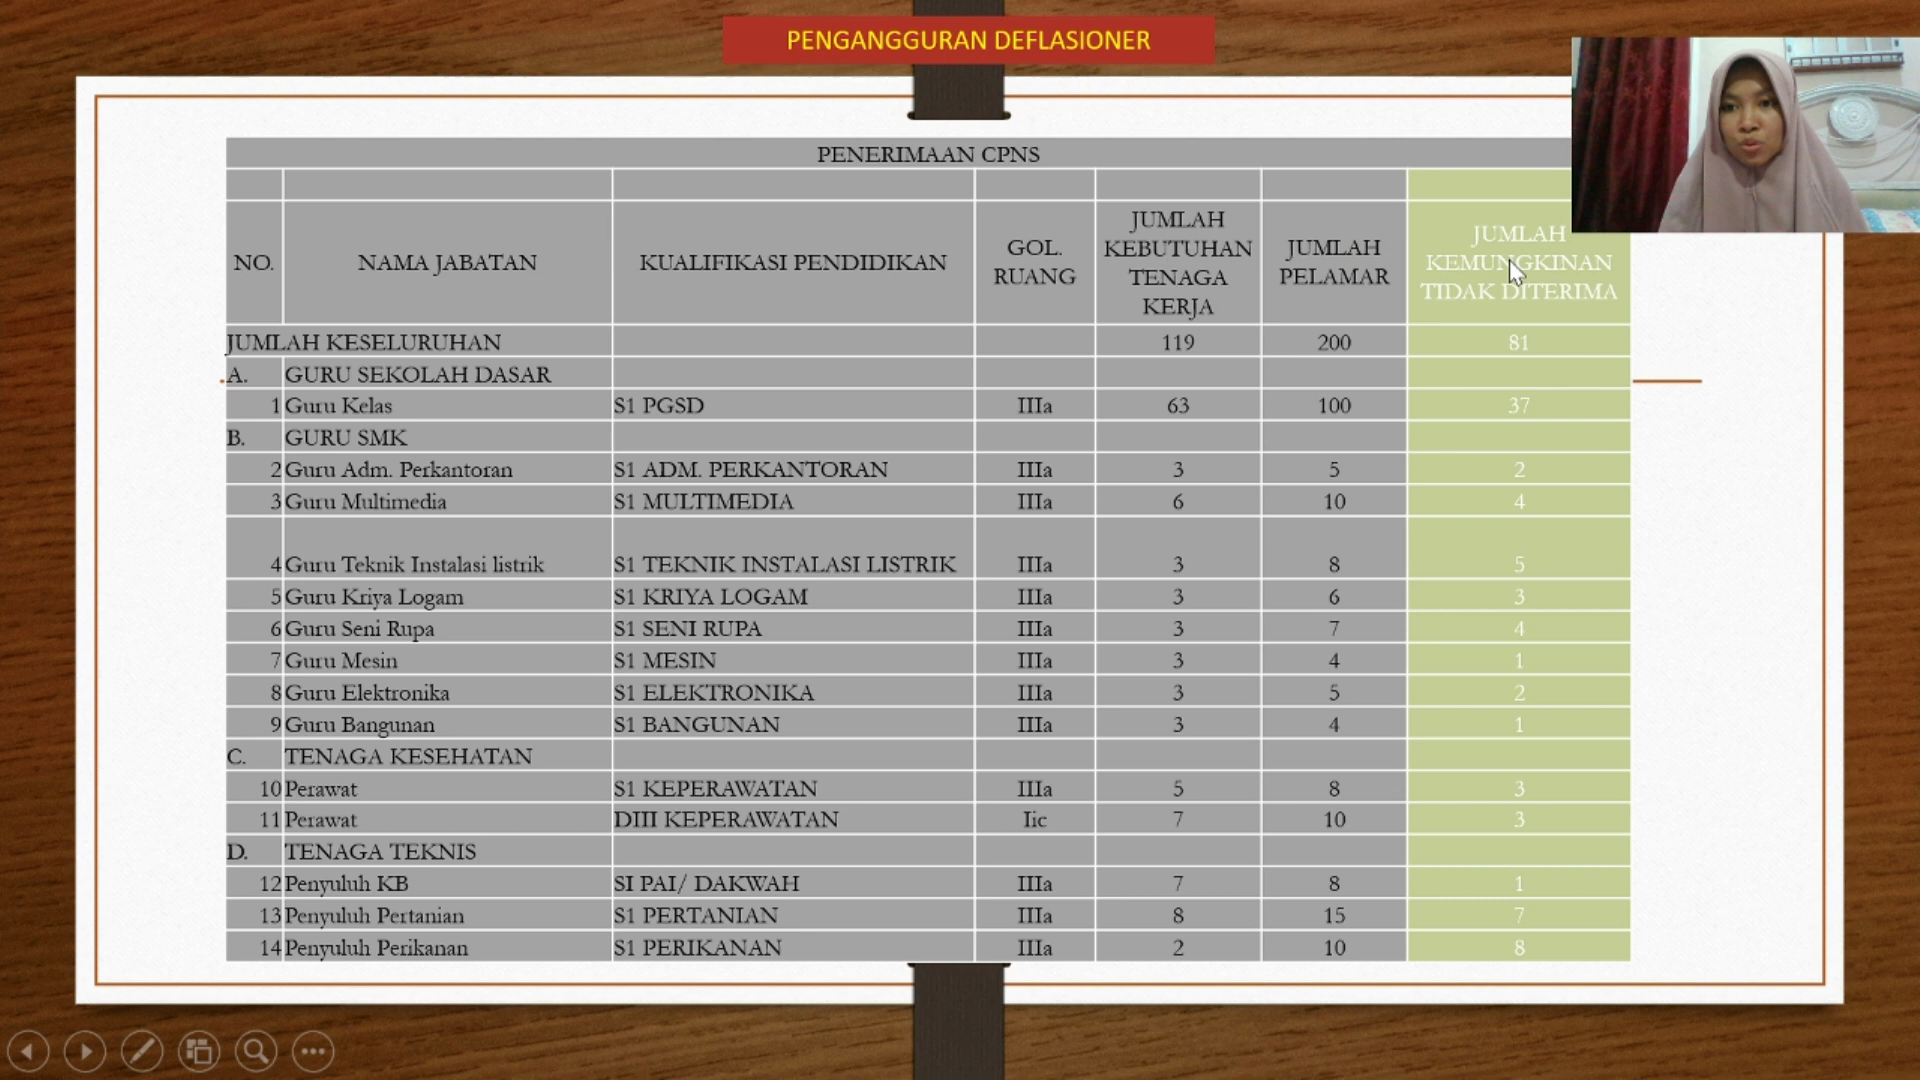 PENGANGGURAN DEFLASIONER
PENERIMAAN CPNS
NO. NAMA JABATAN KUALIFIKASI PENDIDIKAN GOL. RUANG JUMLAH KEBUTUHAN TENAGA KERJA JUMLAH PELAMAR JUMLAH KEMUNGKINAN TIDAK DITERIMA
JUMLAH KESELURUHAN 119 200 81
A. GURU SEKOLAH DASAR
1 Guru Kelas S1 PGSD IIIa 63 100 37
B. GURU SMK
2 Guru Adm. Perkantoran S1 ADM. PERKANTORAN IIIa 3 5 2
3 Guru Multimedia S1 MULTIMEDIA IIIa 6 10 4
4 Guru Teknik Instalasi listrik S1 TEKNIK INSTALASI LISTRIK IIIa 3 8 5
5 Guru Kriya Logam S1 KRIYA LOGAM IIIa 3 6 3
6 Guru Seni Rupa S1 SENI RUPA IIIa 3 7 4
7 Guru Mesin S1 MESIN IIIa 3 4 1
8 Guru Elektronika S1 ELEKTRONIKA IIIa 3 5 2
9 Guru Bangunan S1 BANGUNAN IIIa 3 4 1
C. TENAGA KESEHATAN
10 Perawat S1 KEPERAWATAN IIIa 5 8 3
11 Perawat DIII KEPERAWATAN Iic 7 10 3
D. TENAGA TEKNIS
12 Penyuluh KB SI PAI/ DAKWAH IIIa 7 8 1
13 Penyuluh Pertanian S1 PERTANIAN IIIa 8 15 7
14 Penyuluh Perikanan S1 PERIKANAN IIIa 2 10 8